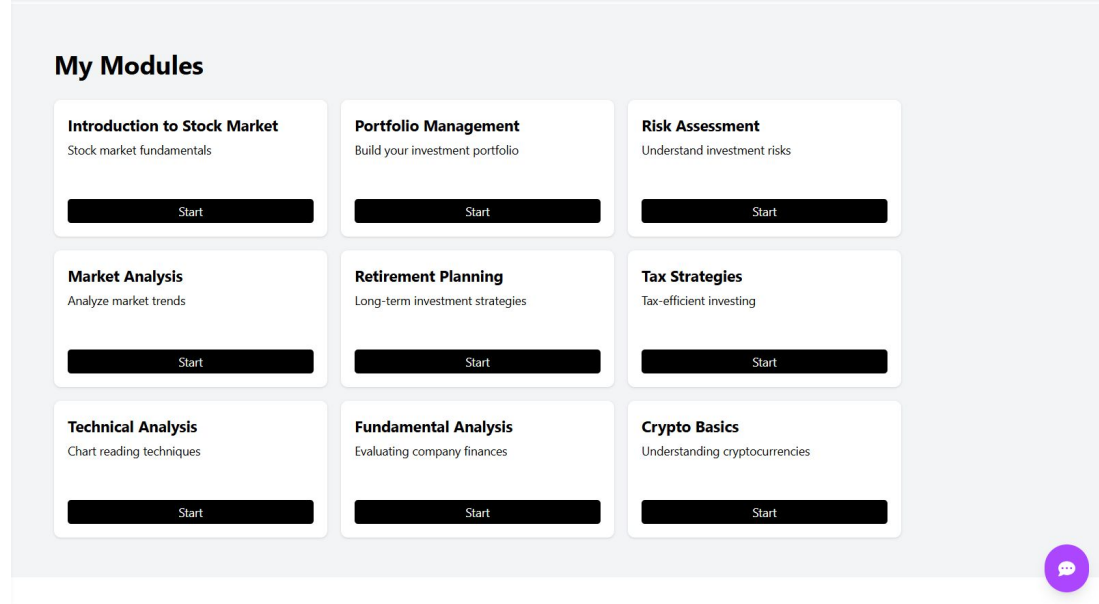 My Modules
Introduction to Stock Market
Stock market fundamentals
Start
Portfolio Management
Build your investment portfolio
Start
Risk Assessment
Understand investment risks
Start
Market Analysis
Analyze market trends
Start
Retirement Planning
Long-term investment strategies
Start
Tax Strategies
Tax-efficient investing
Start
Technical Analysis
Chart reading techniques
Start
Fundamental Analysis
Evaluating company finances
Start
Crypto Basics
Understanding cryptocurrencies
Start